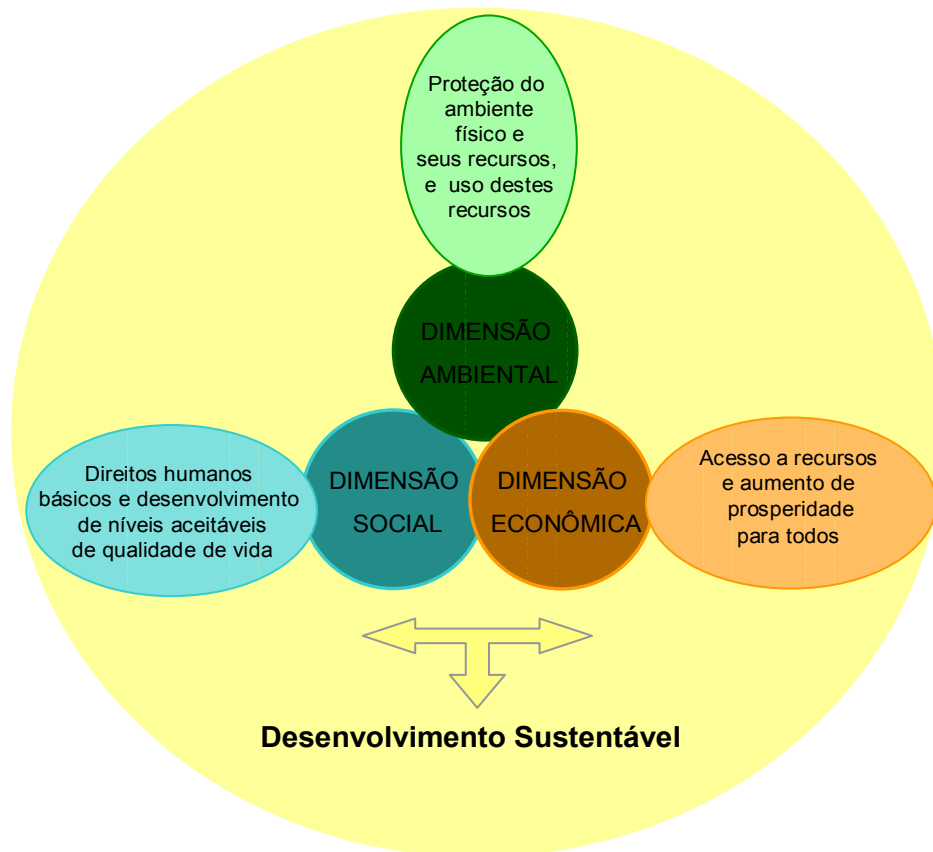 Proteção do
ambiente
físico e
seus recursos,
e uso destes
recursos
DIMENSÃO
AMBIENTAL
Direitos humanos
básicos e desenvolvimento
de níveis aceitáveis
de qualidade de vida
DIMENSÃO
SOCIAL
DIMENSÃO
ECONÔMICA
Acesso a recursos
e aumento de
prosperidade
para todos
Desenvolvimento Sustentável